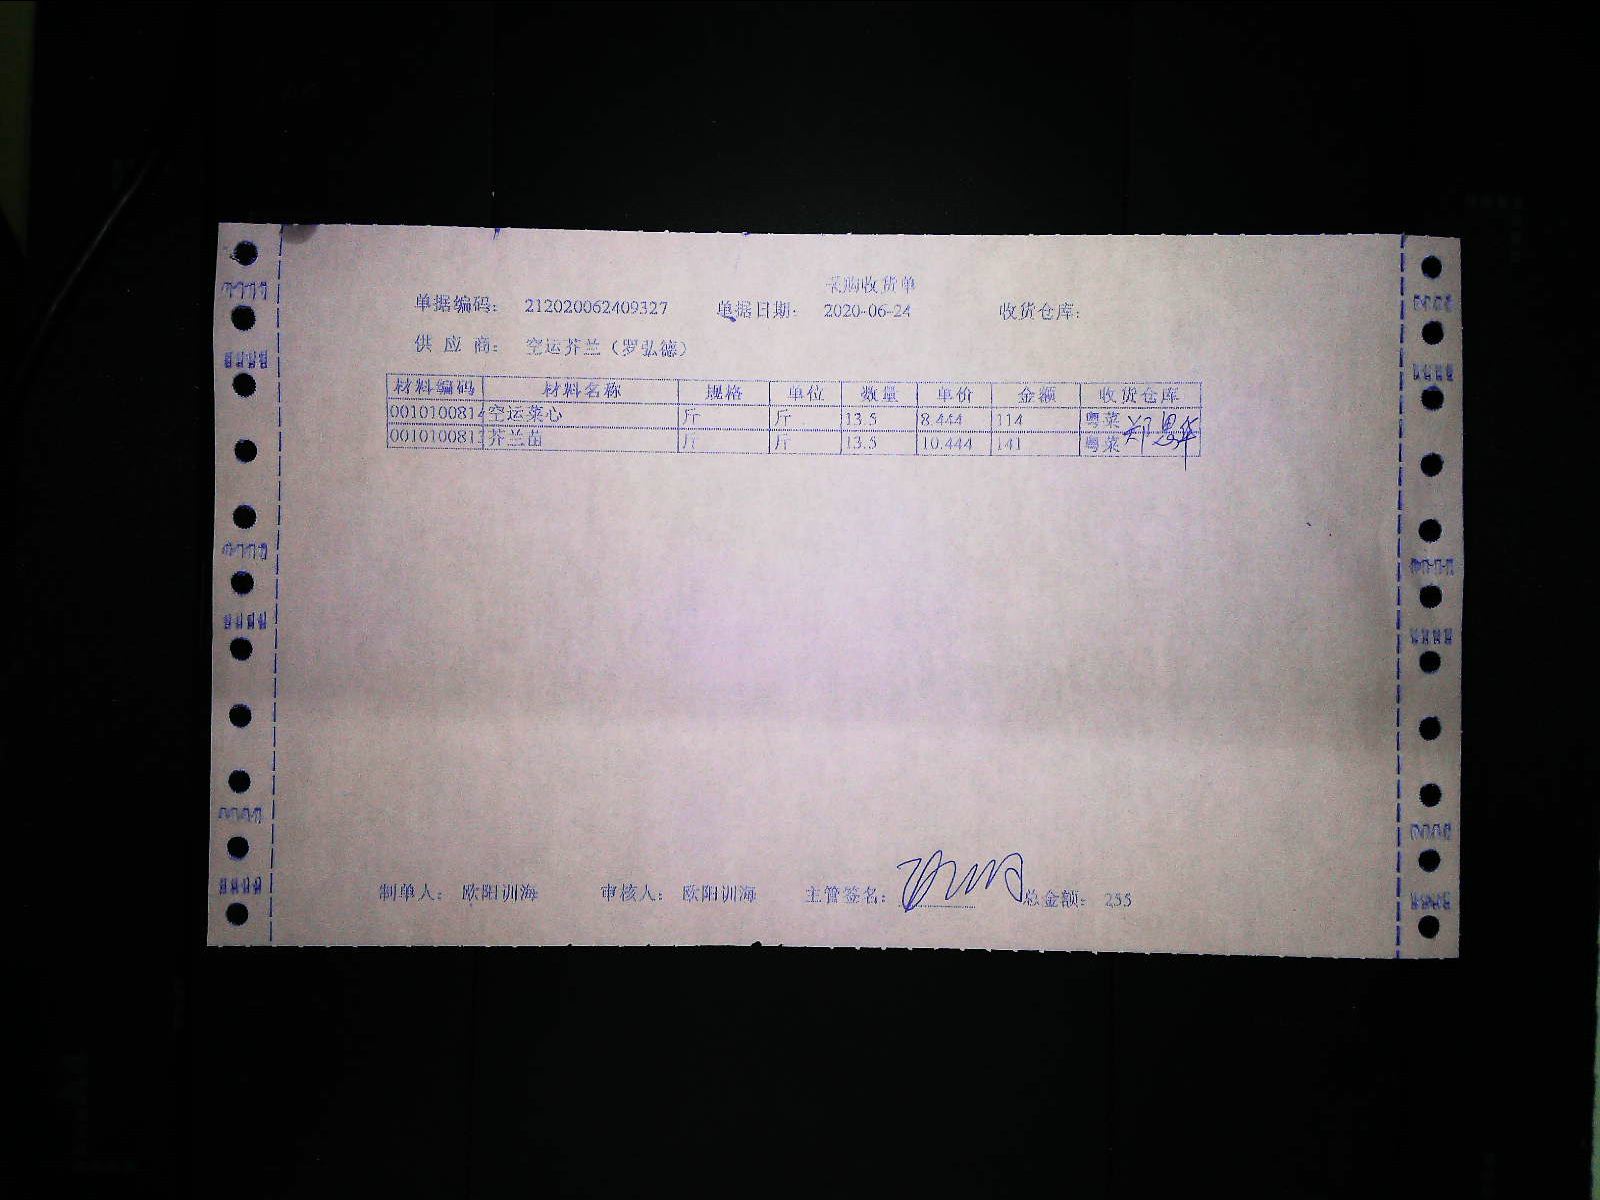 采购收货单
单据编码： 212020062409327 单据日期： 2020-06-24 收货仓库：
供 应 商： 空运芥兰（罗弘德）
材料编码 材料名称 规格 单位 数量 单价 金额 收货仓库
0010100814 空运菜心 斤 斤 13.5 8.444 114 粤菜
0010100813 芥兰苗 斤 斤 13.5 10.444 141 粤菜
郑恩华
制单人： 欧阳训海 审核人： 欧阳训海 主管签名： 总金额： 255